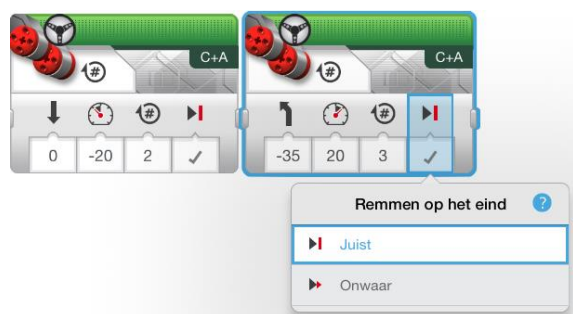 C+A
C+A
#
#
#
#
0 -20 2
-35 20 3
Remmen op het eind ?
Juist
Onwaar